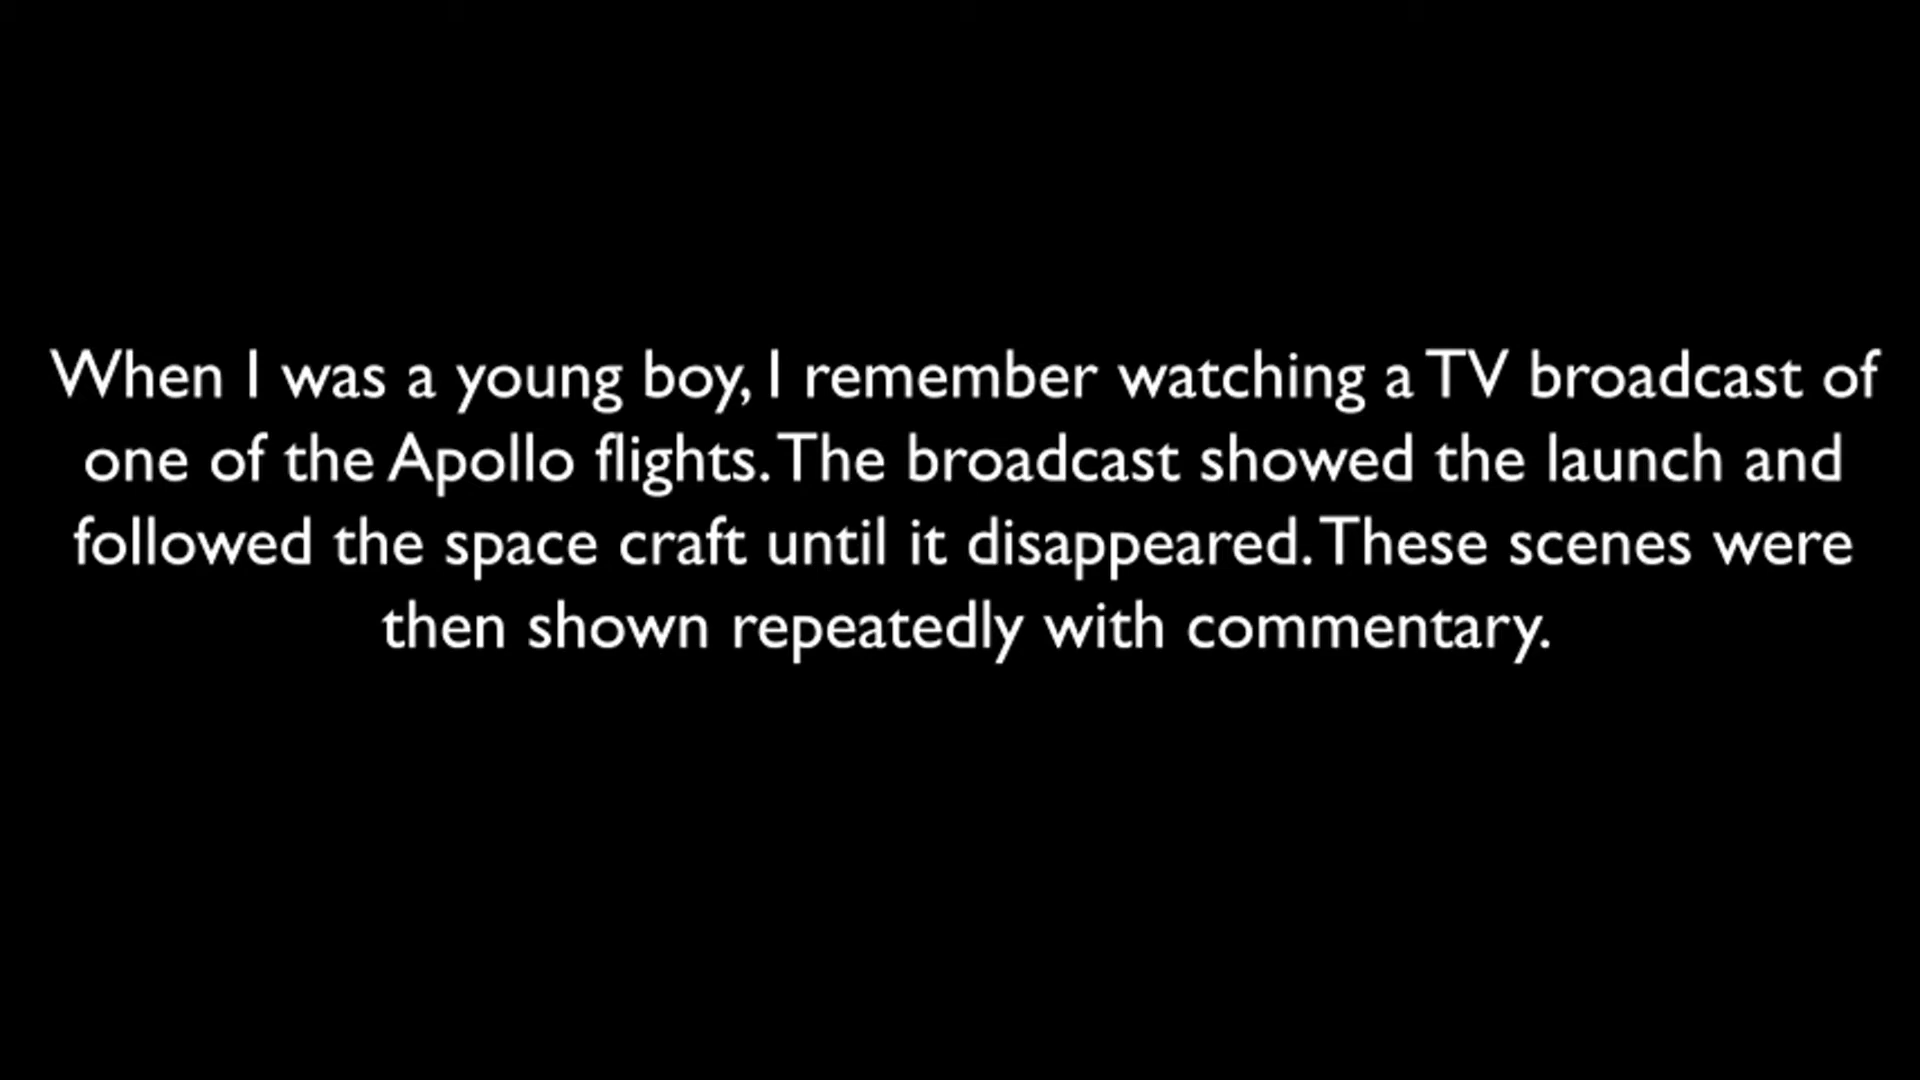 When I was a young boy, I remember watching a TV broadcast of
one of the Apollo flights. The broadcast showed the launch and
followed the space craft until it disappeared. These scenes were
then shown repeatedly with commentary.